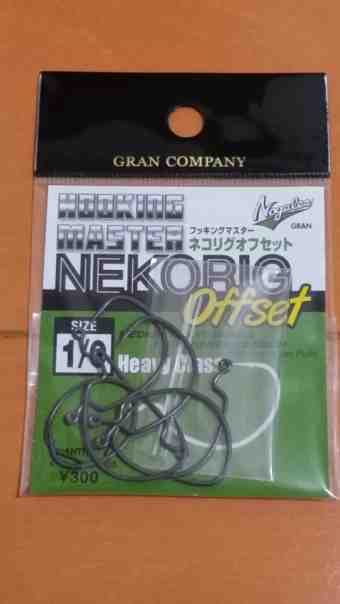 GRAN COMPANY
HOOKING
MASTER
Nogales
GRAN
フッキングマスター
ネコリグオフセット
NEKORIG
Offset
SIZE
1/0
Heavy Class
¥300